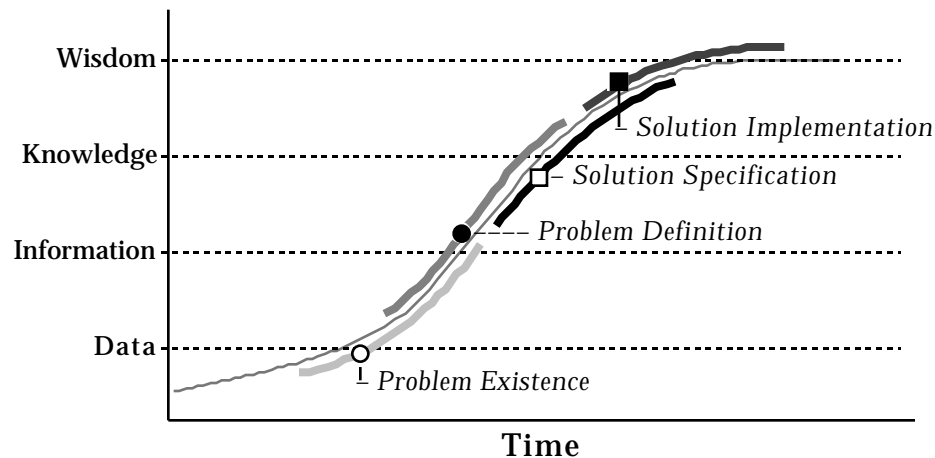 Wisdom
Solution Implementation
Knowledge
Solution Specification
Problem Definition
Information
Data
Problem Existence
Time